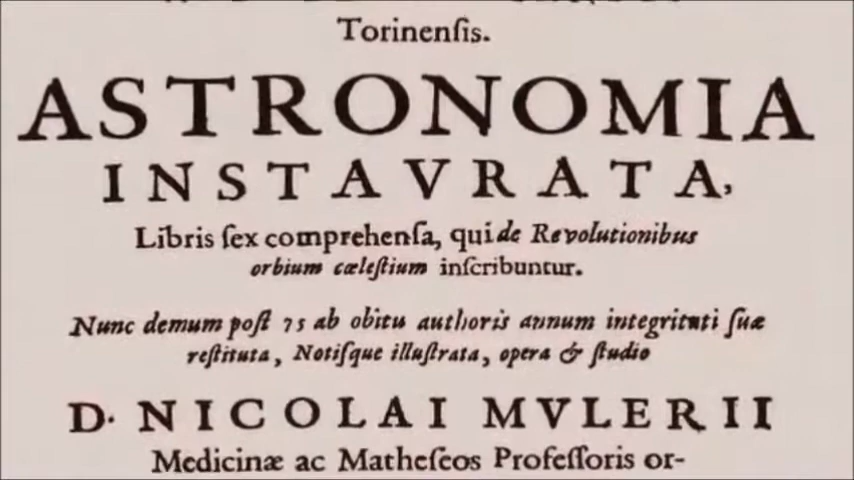 Torinenſis.
ASTRONOMIA
INSTAVRATA,
Libris ſex comprehenſa, qui de Revolutionibus
orbium cæleſtium inſcribuntur.
Nunc demum poſt 75 ab obitu authoris annum integritati ſuæ
reſtituta, Notiſque illuſtrata, opera & ſtudio
D. NICOLAI MVLERII
Medicinæ ac Matheſeos Profeſſoris or-